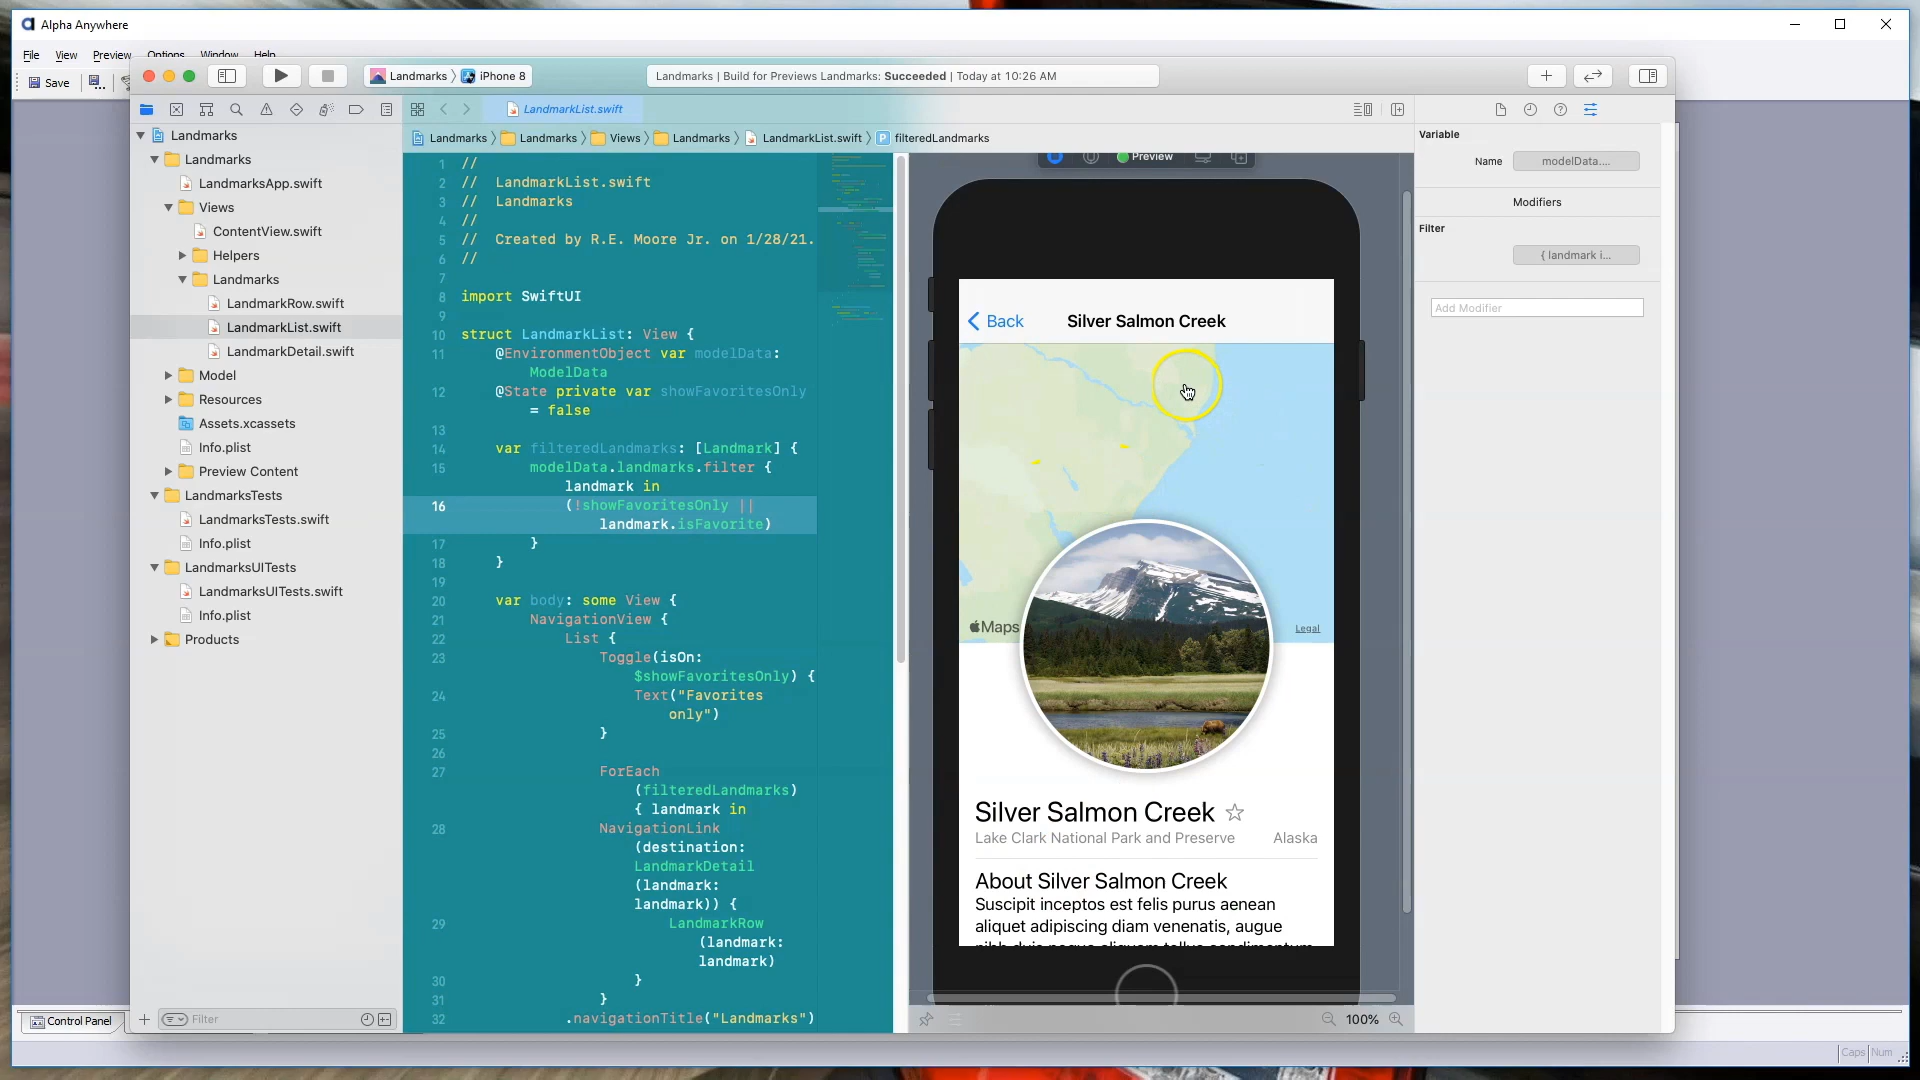 Alpha Anywhere
File View Preview Options Window Help
Save
Landmarks iPhone 8
Landmarks | Build for Previews Landmarks: Succeeded | Today at 10:26 AM
LandmarkList.swift
Landmarks Landmarks Views Landmarks LandmarkList.swift P filteredLandmarks
Landmarks
Landmarks
LandmarksApp.swift
Views
ContentView.swift
Helpers
Landmarks
LandmarkRow.swift
LandmarkList.swift
LandmarkDetail.swift
Model
Resources
Assets.xcassets
Info.plist
Preview Content
LandmarksTests
LandmarksTests.swift
Info.plist
LandmarksUITests
LandmarksUITests.swift
Info.plist
Products
Filter
1 //
2 // LandmarkList.swift
3 // Landmarks
4 //
5 // Created by R.E. Moore Jr. on 1/28/21.
6 //
7
8 import SwiftUI
9
10 struct LandmarkList: View {
11 @EnvironmentObject var modelData:
ModelData
12 @State private var showFavoritesOnly
= false
13
14 var filteredLandmarks: [Landmark] {
15 modelData.landmarks.filter {
landmark in
16 (!showFavoritesOnly ||
landmark.isFavorite)
17 }
18 }
19
20 var body: some View {
21 NavigationView {
22 List {
23 Toggle(isOn:
$showFavoritesOnly) {
24 Text("Favorites
only")
25 }
26
27 ForEach
(filteredLandmarks)
{ landmark in
28 NavigationLink
(destination:
LandmarkDetail
(landmark:
landmark)) {
29 LandmarkRow
(landmark:
landmark)
30 }
31 }
32 .navigationTitle("Landmarks")
Preview
Back Silver Salmon Creek
Maps Legal
Silver Salmon Creek
Lake Clark National Park and Preserve Alaska
About Silver Salmon Creek
Suscipit inceptos est felis purus aenean
aliquet adipiscing diam venenatis, augue
100%
Variable
Name modelData....
Modifiers
Filter
{ landmark i...
Add Modifier
Control Panel
Caps Num